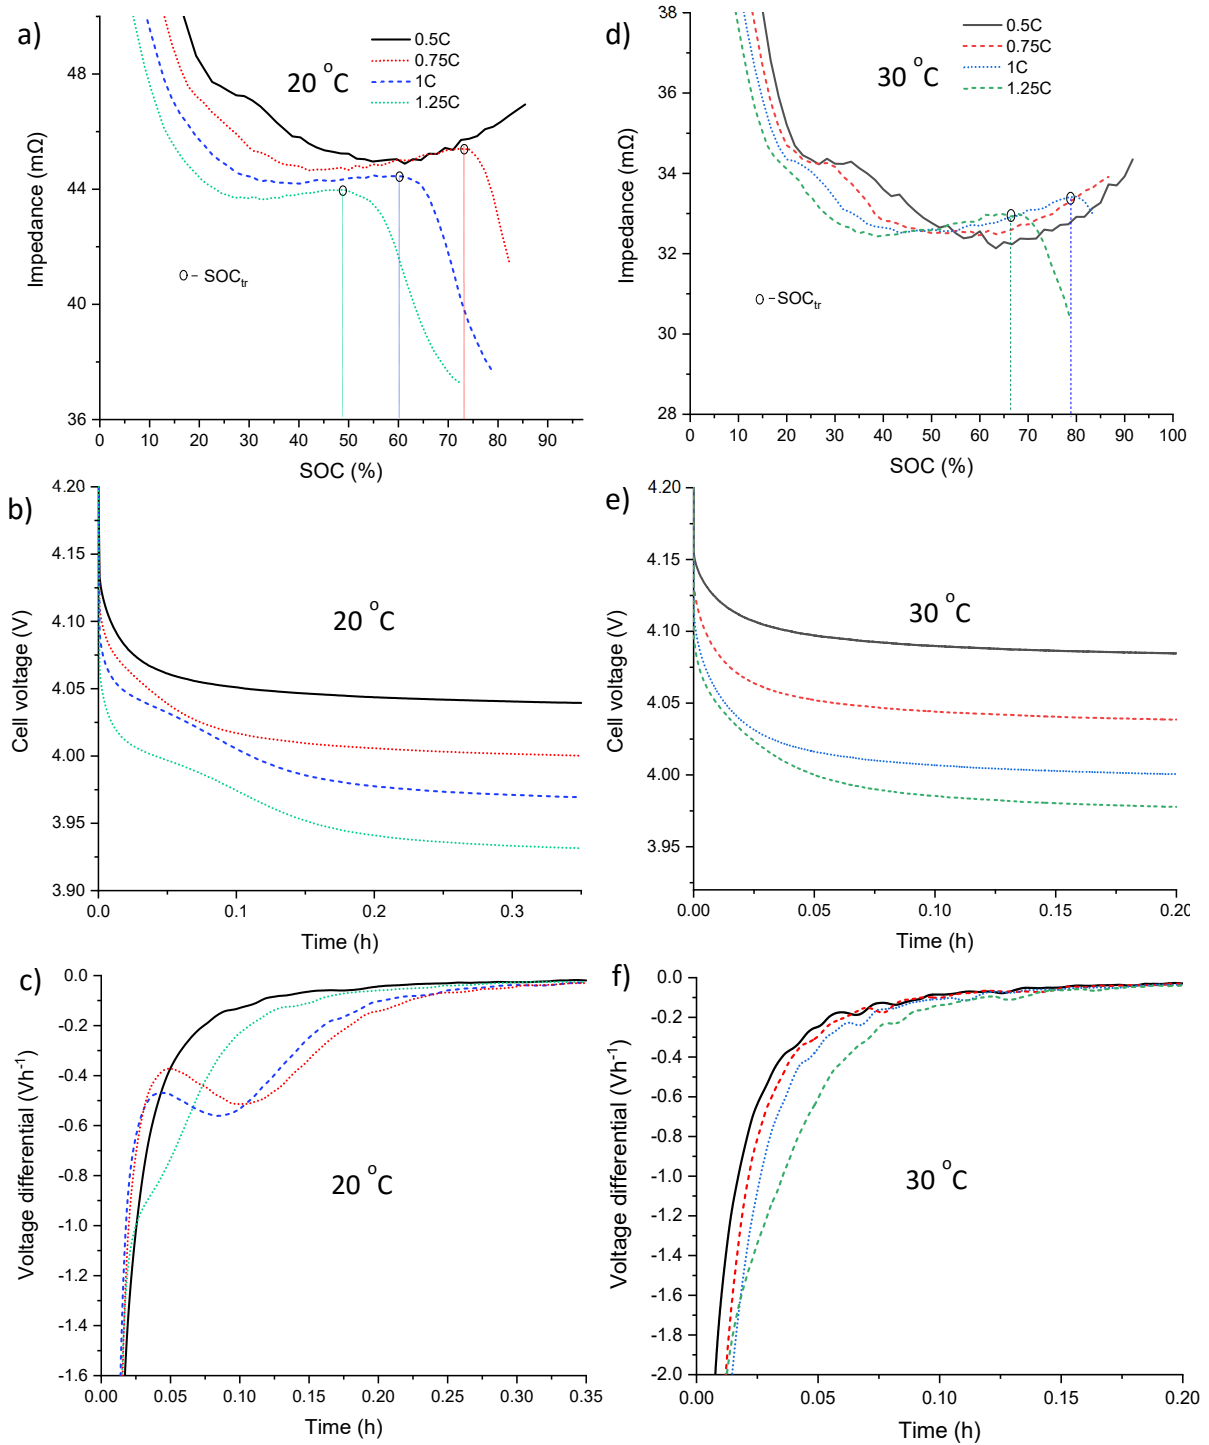 a)
20 °C
0.5C
0.75C
1C
1.25C
48
44
40
36
Impedance (mΩ)
O – SOCtr
0 10 20 30 40 50 60 70 80 90
SOC (%)
d)
30 °C
0.5C
0.75C
1C
1.25C
38
36
34
32
30
28
Impedance (mΩ)
O – SOCtr
0 10 20 30 40 50 60 70 80 90 100
SOC (%)
b)
20 °C
4.20
4.15
4.10
4.05
4.00
3.95
3.90
Cell voltage (V)
0.0 0.1 0.2 0.3
Time (h)
e)
30 °C
4.20
4.15
4.10
4.05
4.00
3.95
Cell voltage (V)
0.00 0.05 0.10 0.15 0.20
Time (h)
c)
20 °C
0.0
-0.2
-0.4
-0.6
-0.8
-1.0
-1.2
-1.4
-1.6
Voltage differential (Vh-1)
0.00 0.05 0.10 0.15 0.20 0.25 0.30 0.35
Time (h)
f)
30 °C
0.0
-0.2
-0.4
-0.6
-0.8
-1.0
-1.2
-1.4
-1.6
-1.8
-2.0
Voltage differential (Vh-1)
0.00 0.05 0.10 0.15 0.20
Time (h)